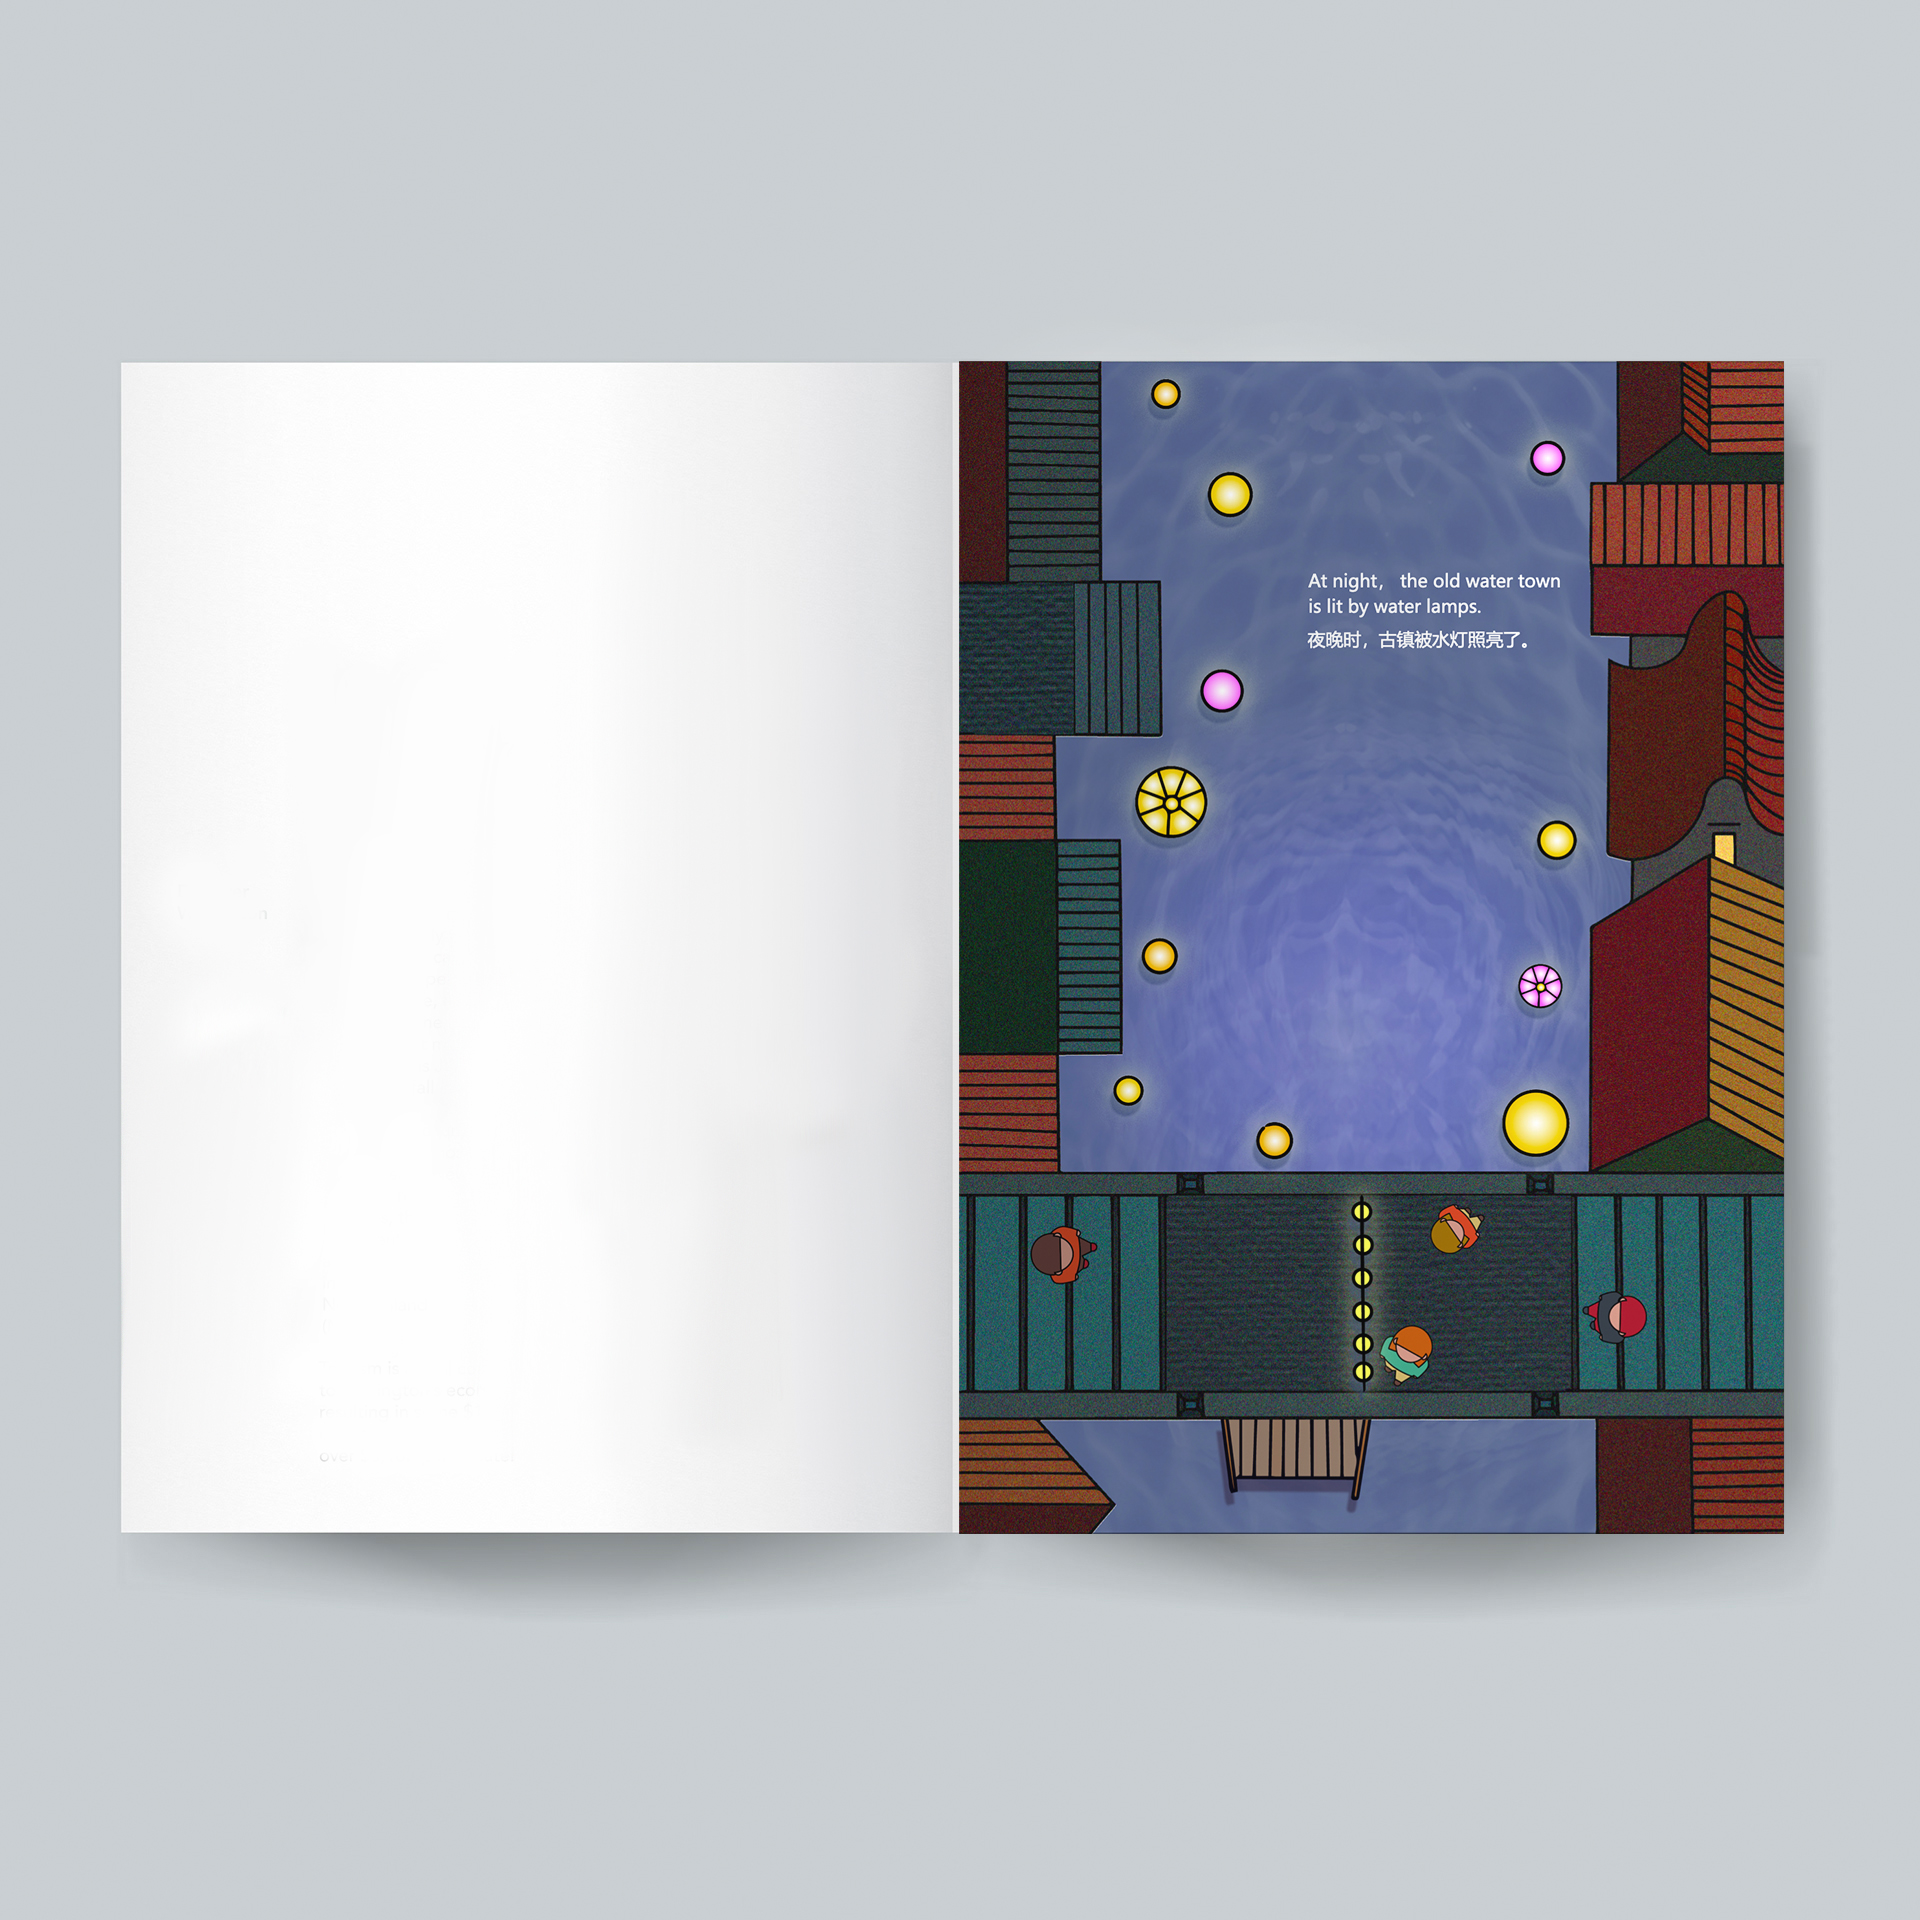 At night， the old water town
is lit by water lamps.
夜晚时，古镇被水灯照亮了。